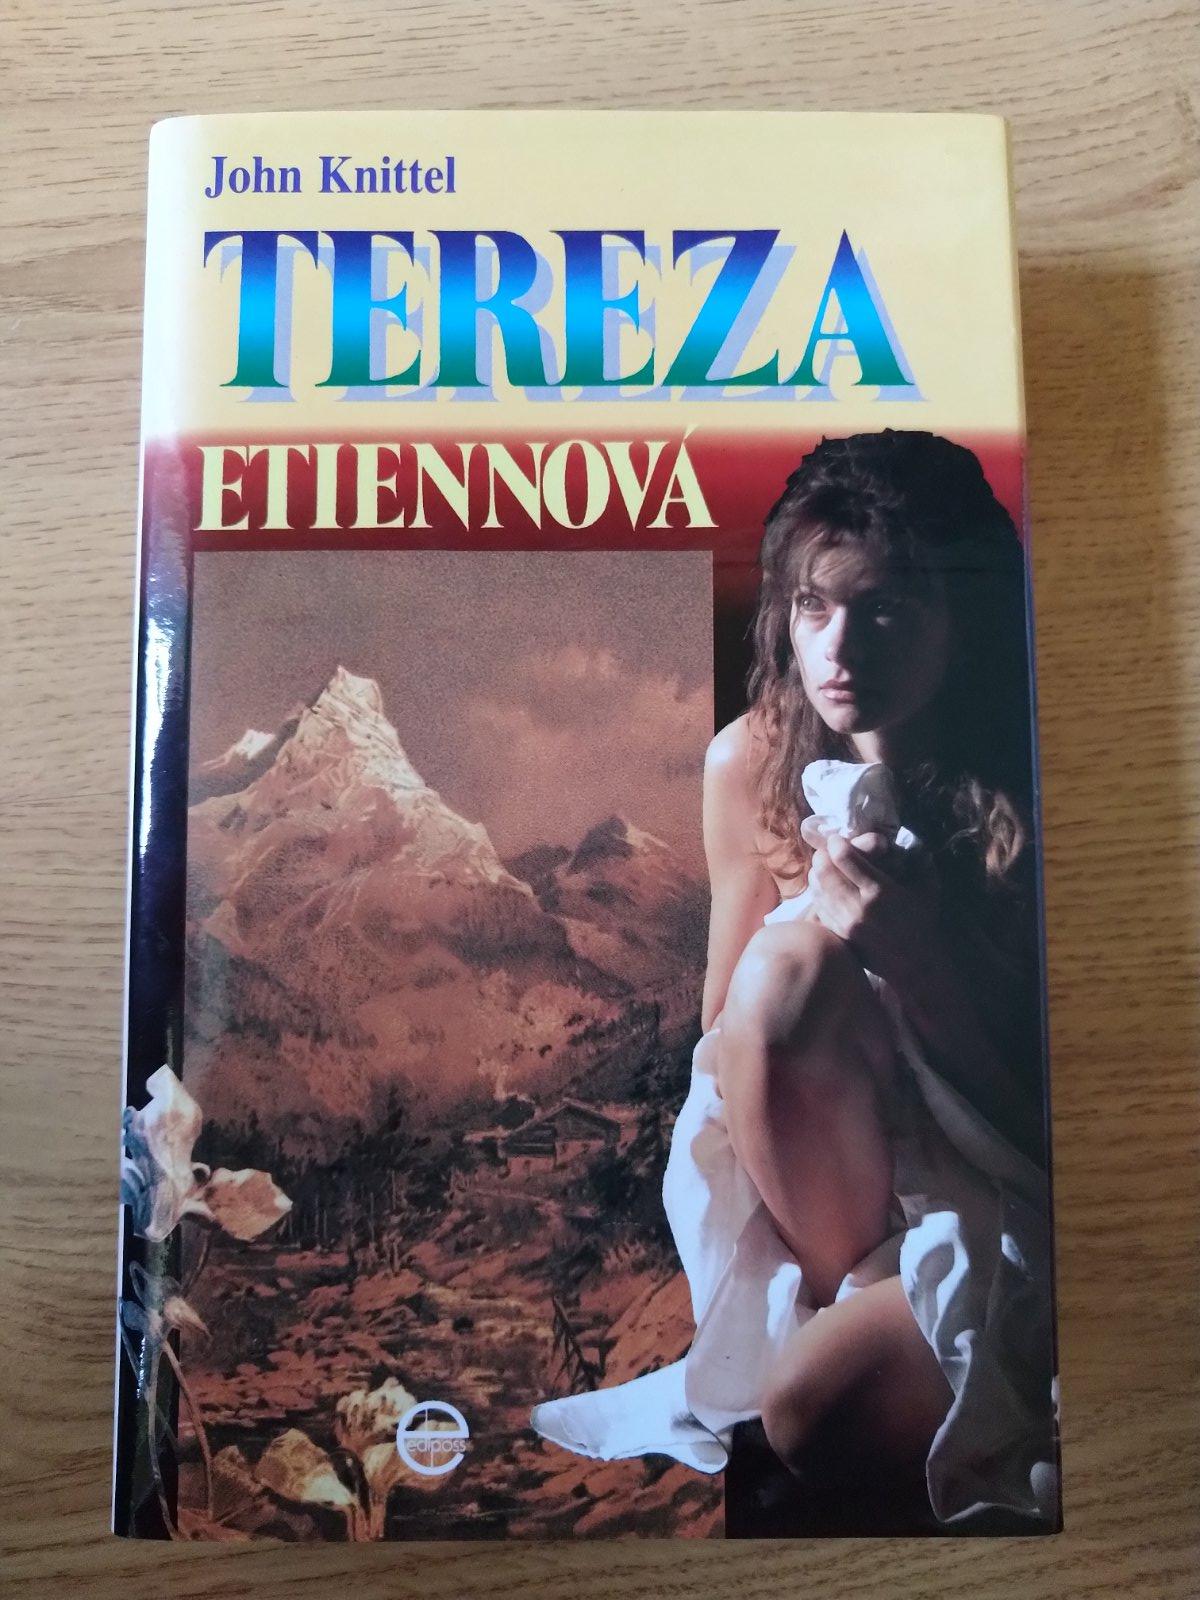 John Knittel
TEREZA
ETIENNOVÁ
ediposs